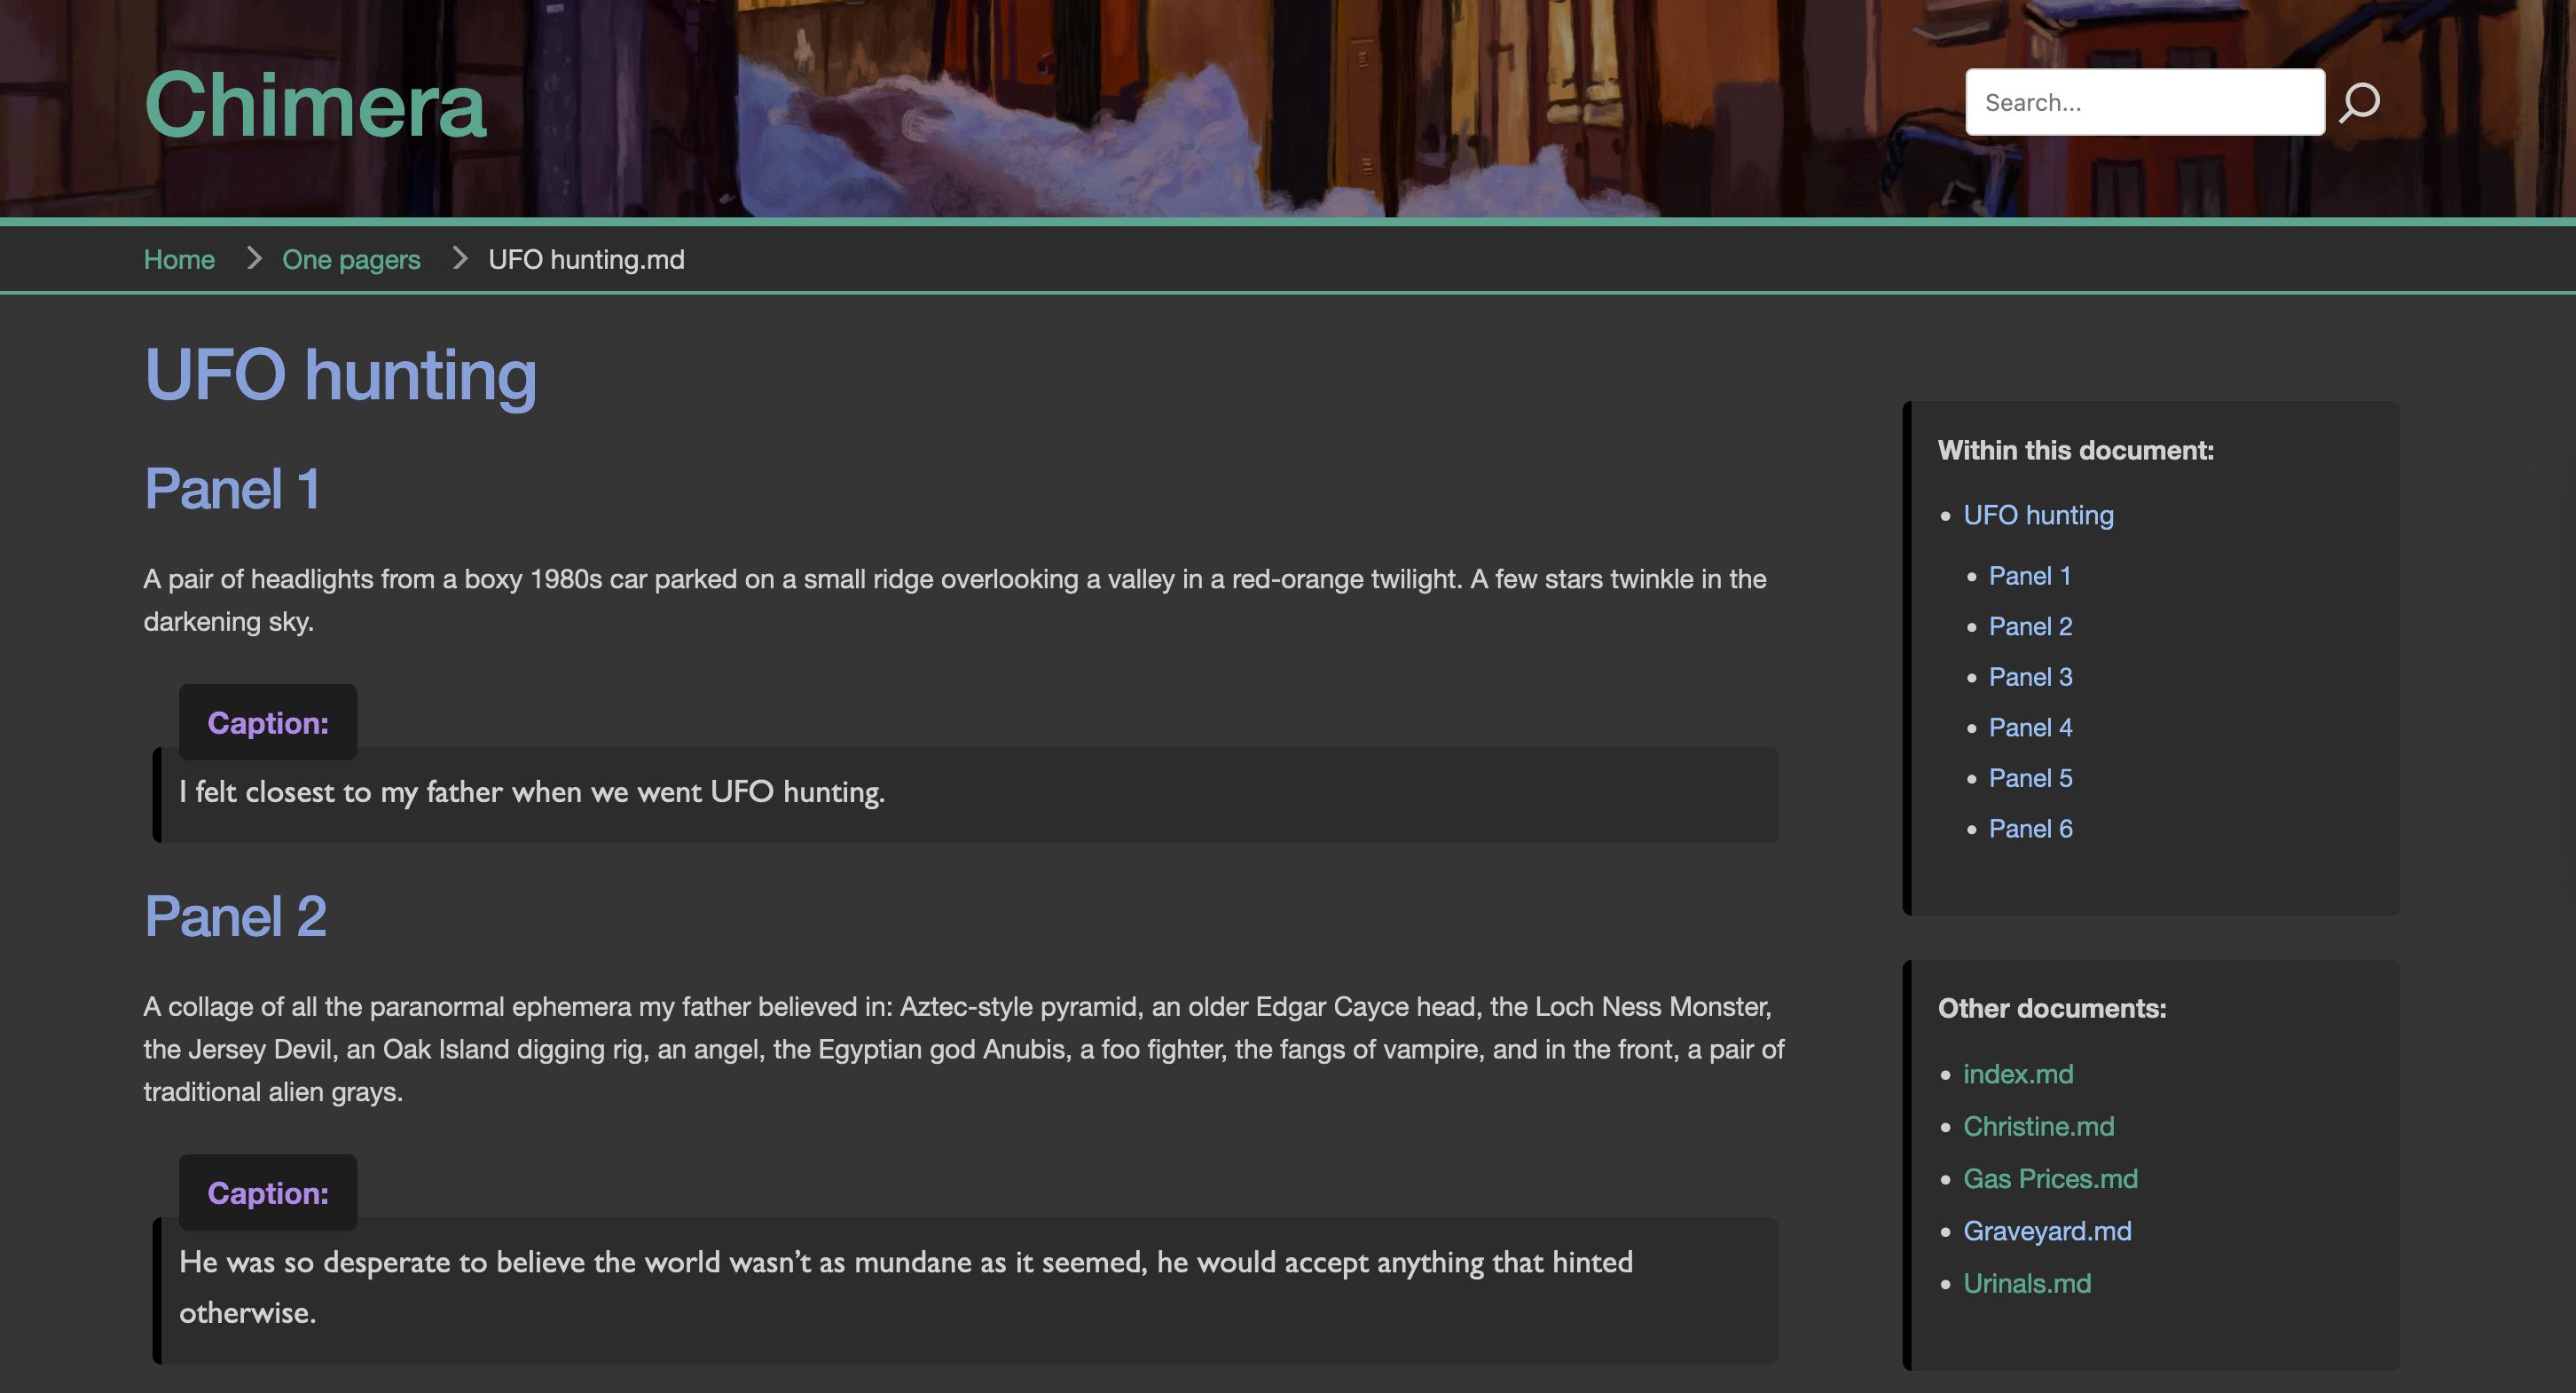 Chimera
Search...
Home
One pagers
UFO hunting.md
UFO hunting
Panel 1
A pair of headlights from a boxy 1980s car parked on a small ridge overlooking a valley in a red-orange twilight. A few stars twinkle in the
darkening sky.
Caption:
I felt closest to my father when we went UFO hunting.
Panel 2
A collage of all the paranormal ephemera my father believed in: Aztec-style pyramid, an older Edgar Cayce head, the Loch Ness Monster,
the Jersey Devil, an Oak Island digging rig, an angel, the Egyptian god Anubis, a foo fighter, the fangs of vampire, and in the front, a pair of
traditional alien grays.
Caption:
He was so desperate to believe the world wasn’t as mundane as it seemed, he would accept anything that hinted
otherwise.
Within this document:
UFO hunting
Panel 1
Panel 2
Panel 3
Panel 4
Panel 5
Panel 6
Other documents:
index.md
Christine.md
Gas Prices.md
Graveyard.md
Urinals.md